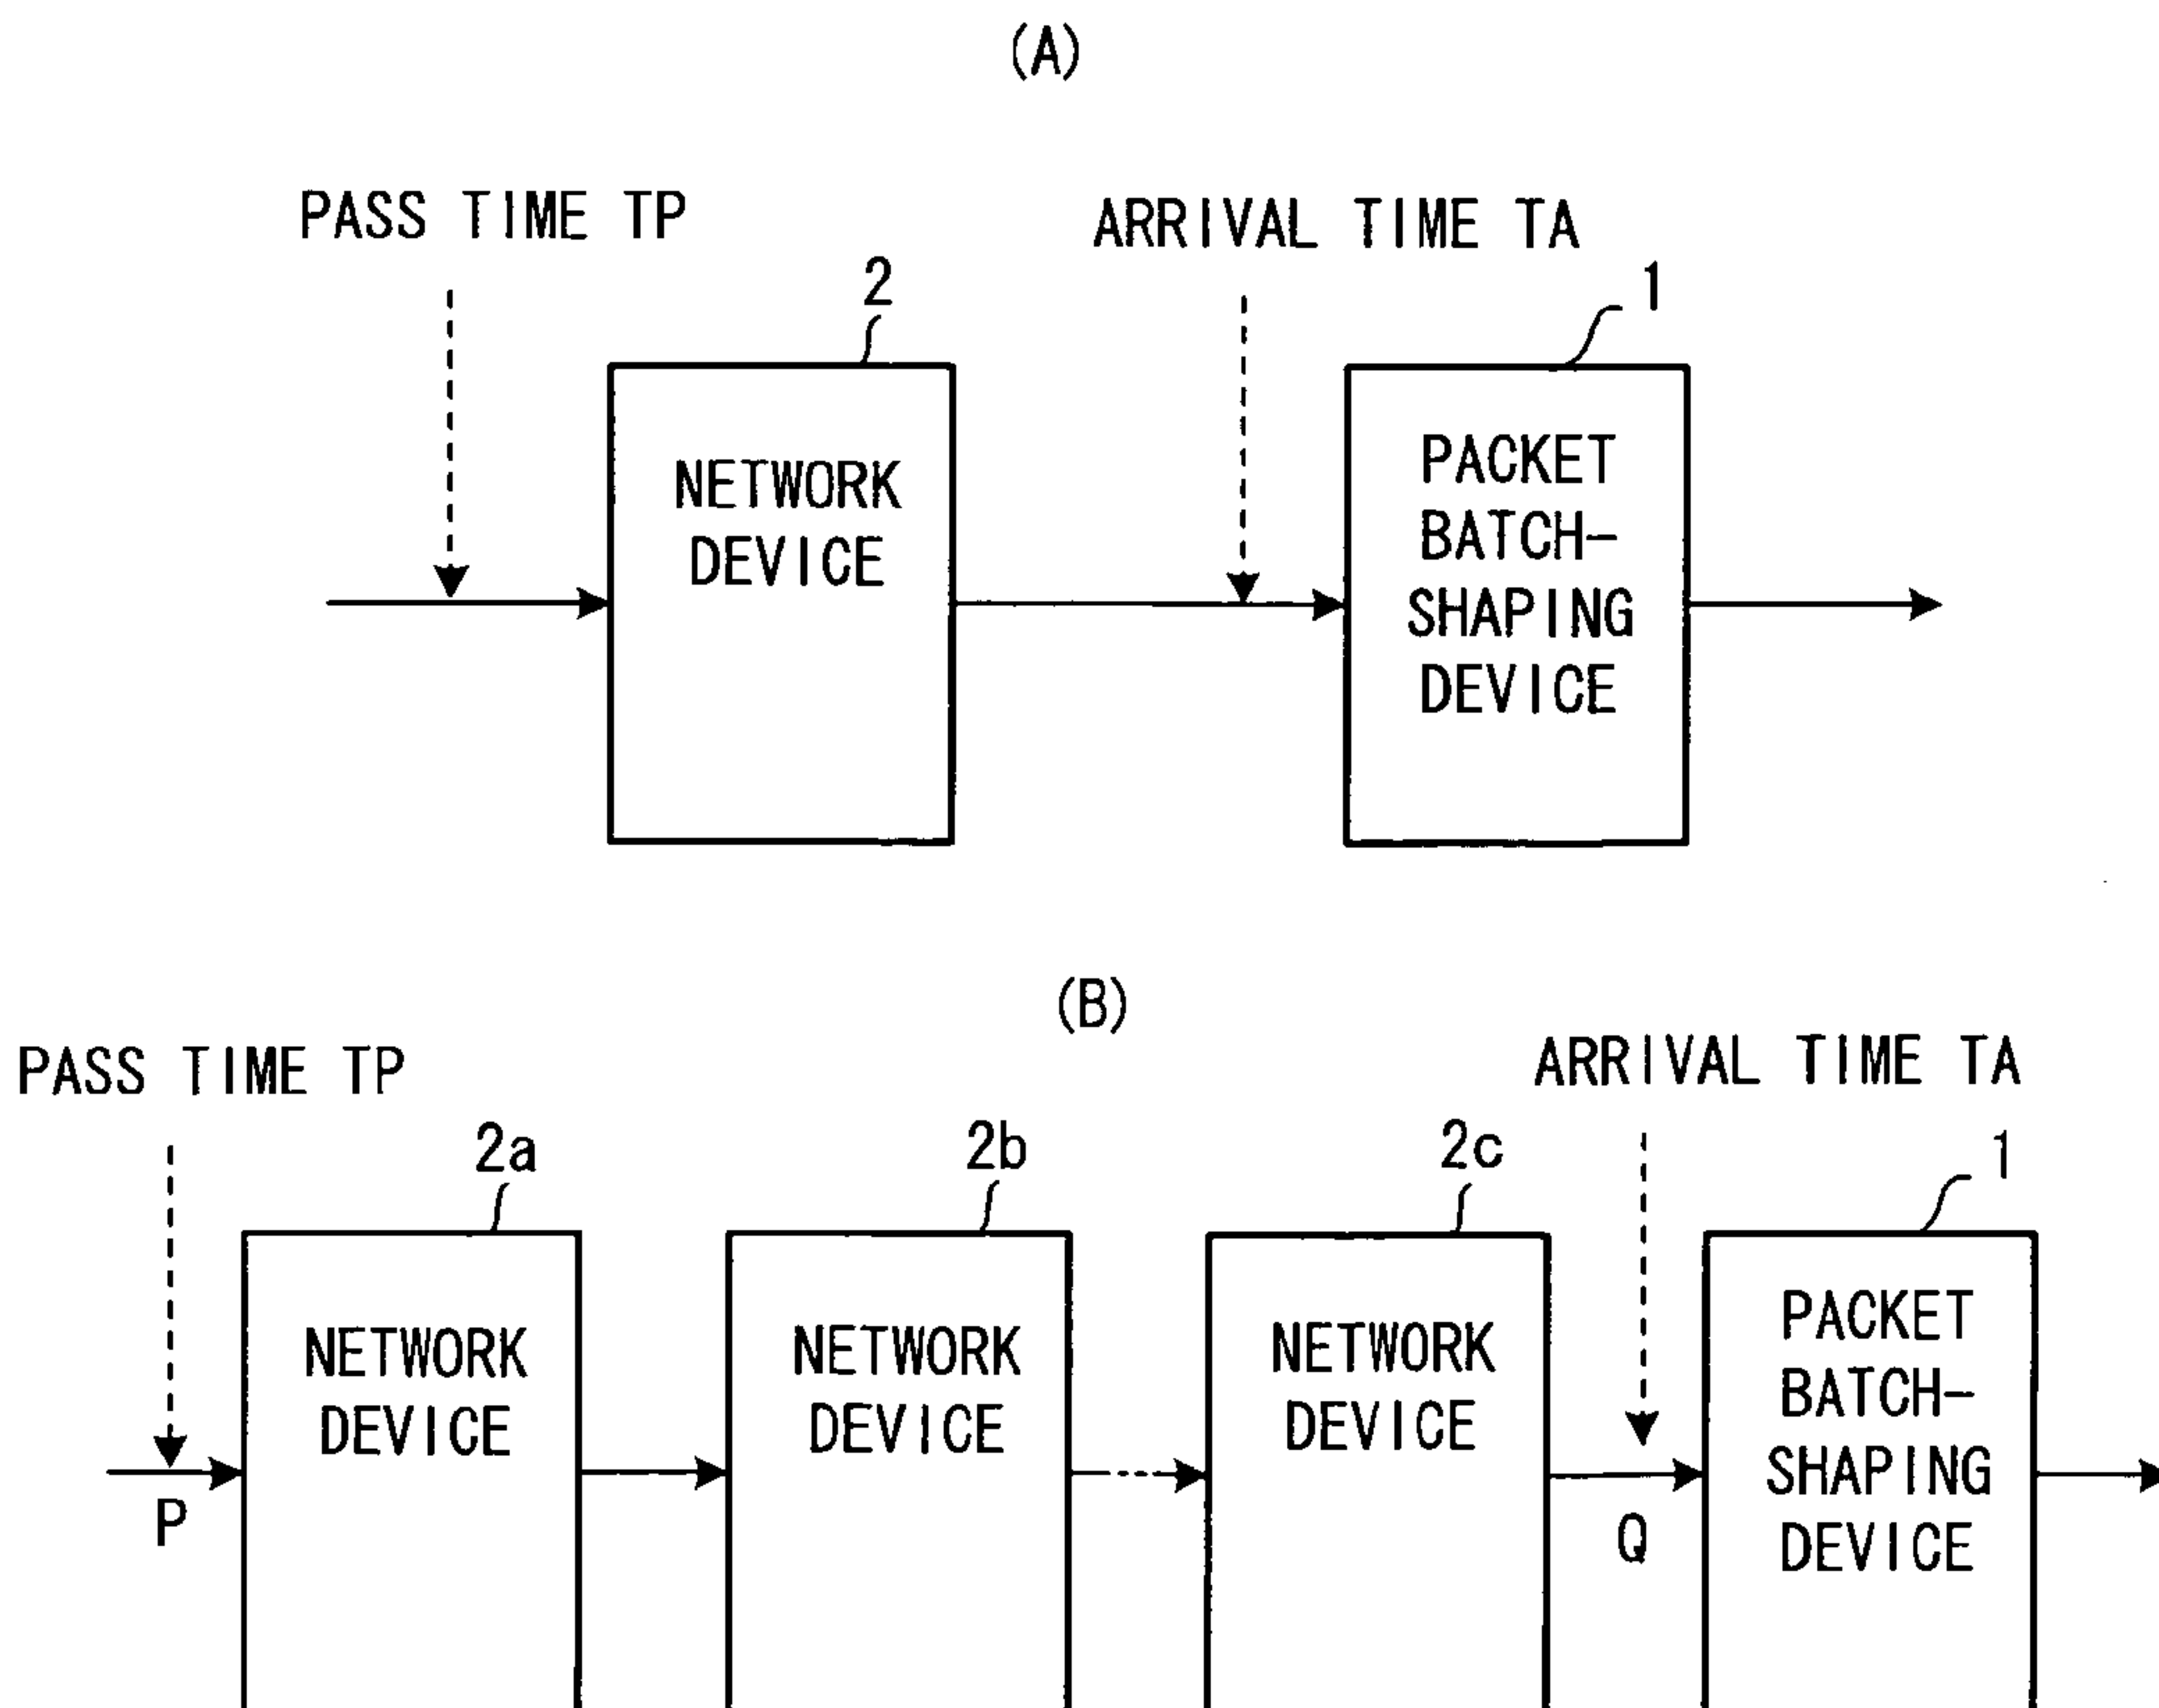 (A)
PASS TIME TP
ARRIVAL TIME TA
2
1
NETWORK
DEVICE
PACKET
BATCH-
SHAPING
DEVICE
(B)
PASS TIME TP
ARRIVAL TIME TA
2a
2b
2c
1
NETWORK
DEVICE
NETWORK
DEVICE
NETWORK
DEVICE
PACKET
BATCH-
SHAPING
DEVICE
P
Q